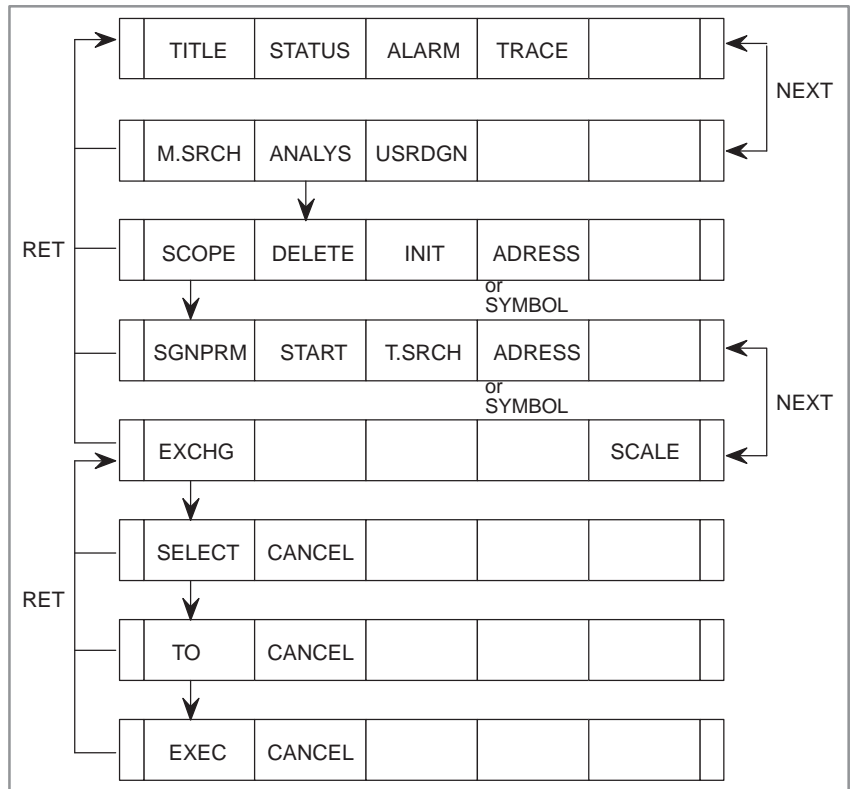 TITLE STATUS ALARM TRACE
NEXT
M.SRCH ANALYS USRDGN
RET
SCOPE DELETE INIT ADRESS
or
SYMBOL
SGNPRM START T.SRCH ADRESS
or
SYMBOL
NEXT
EXCHG SCALE
SELECT CANCEL
RET
TO CANCEL
EXEC CANCEL